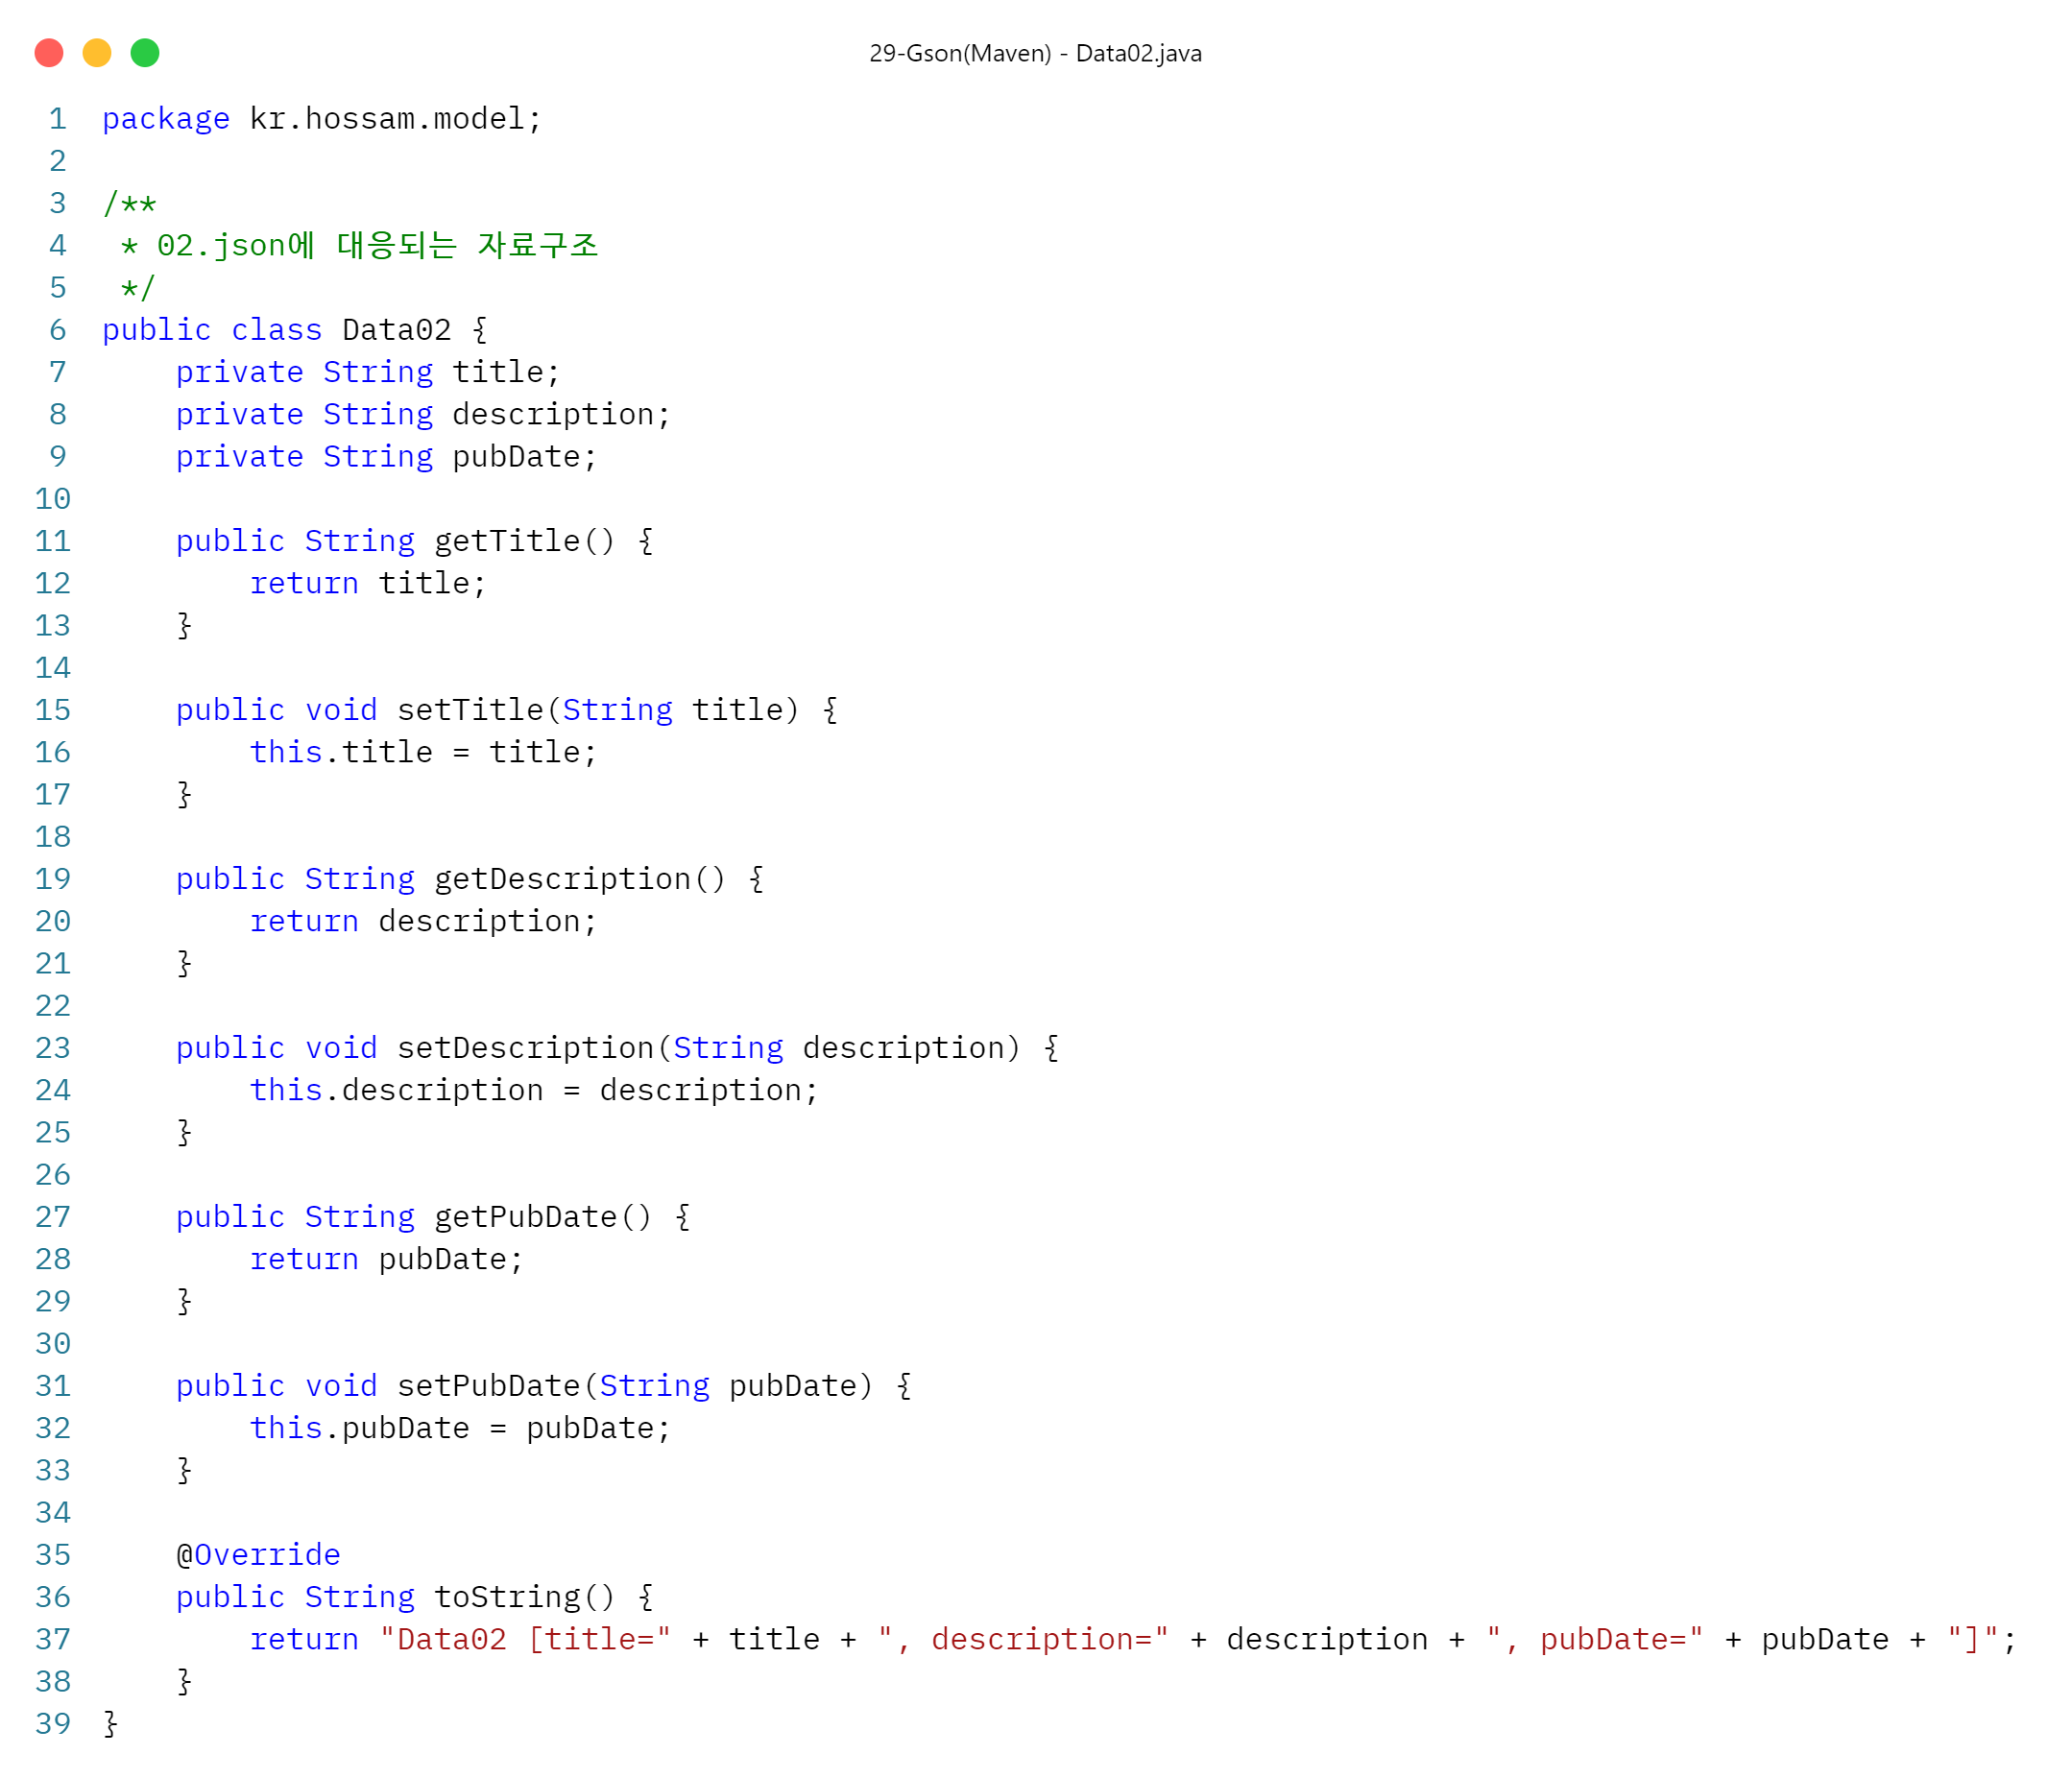 29-Gson(Maven) - Data02.java
1 package kr.hossam.model;
2
3 /**
4  * 02.json에 대응되는 자료구조
5  */
6 public class Data02 {
7     private String title;
8     private String description;
9     private String pubDate;
10
11     public String getTitle() {
12         return title;
13     }
14
15     public void setTitle(String title) {
16         this.title = title;
17     }
18
19     public String getDescription() {
20         return description;
21     }
22
23     public void setDescription(String description) {
24         this.description = description;
25     }
26
27     public String getPubDate() {
28         return pubDate;
29     }
30
31     public void setPubDate(String pubDate) {
32         this.pubDate = pubDate;
33     }
34
35     @Override
36     public String toString() {
37         return "Data02 [title=" + title + ", description=" + description + ", pubDate=" + pubDate + "]";
38     }
39 }